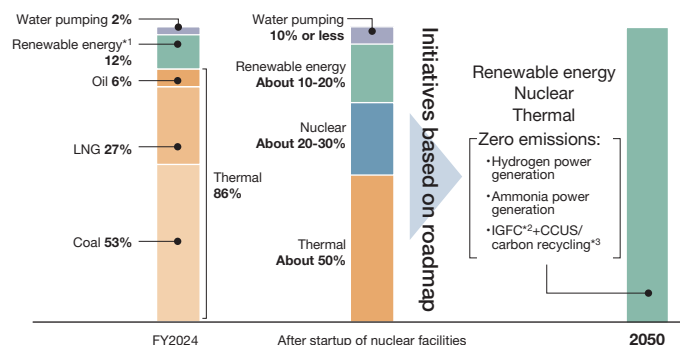 Water pumping 2%
Renewable energy*1
12%
Oil 6%
LNG 27%
Coal 53%
Thermal
86%
FY2024
Water pumping
10% or less
Renewable energy
About 10-20%
Nuclear
About 20-30%
Thermal
About 50%
After startup of nuclear facilities
Initiatives based on roadmap
Renewable energy
Nuclear
Thermal
Zero emissions:
・Hydrogen power
generation
・Ammonia power
generation
・IGFC*2+CCUS/
carbon recycling*3
2050